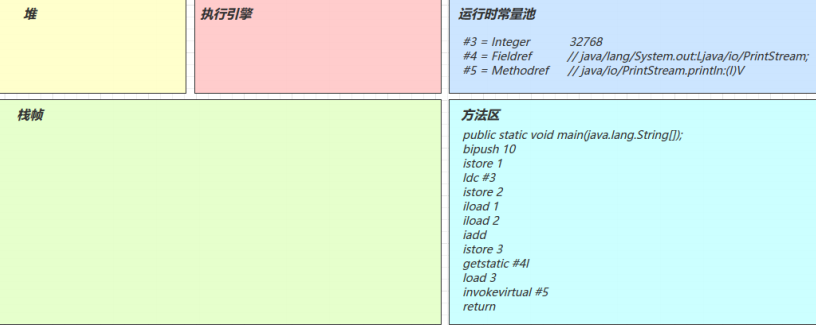 堆
执行引擎
运行时常量池
#3 = Integer 32768
#4 = Fieldref // java/lang/System.out:Ljava/io/PrintStream;
#5 = Methodref // java/io/PrintStream.println:(I)V
栈帧
方法区
public static void main(java.lang.String[]);
bipush 10
istore 1
ldc #3
istore 2
iload 1
iload 2
iadd
istore 3
getstatic #4I
load 3
invokevirtual #5
return